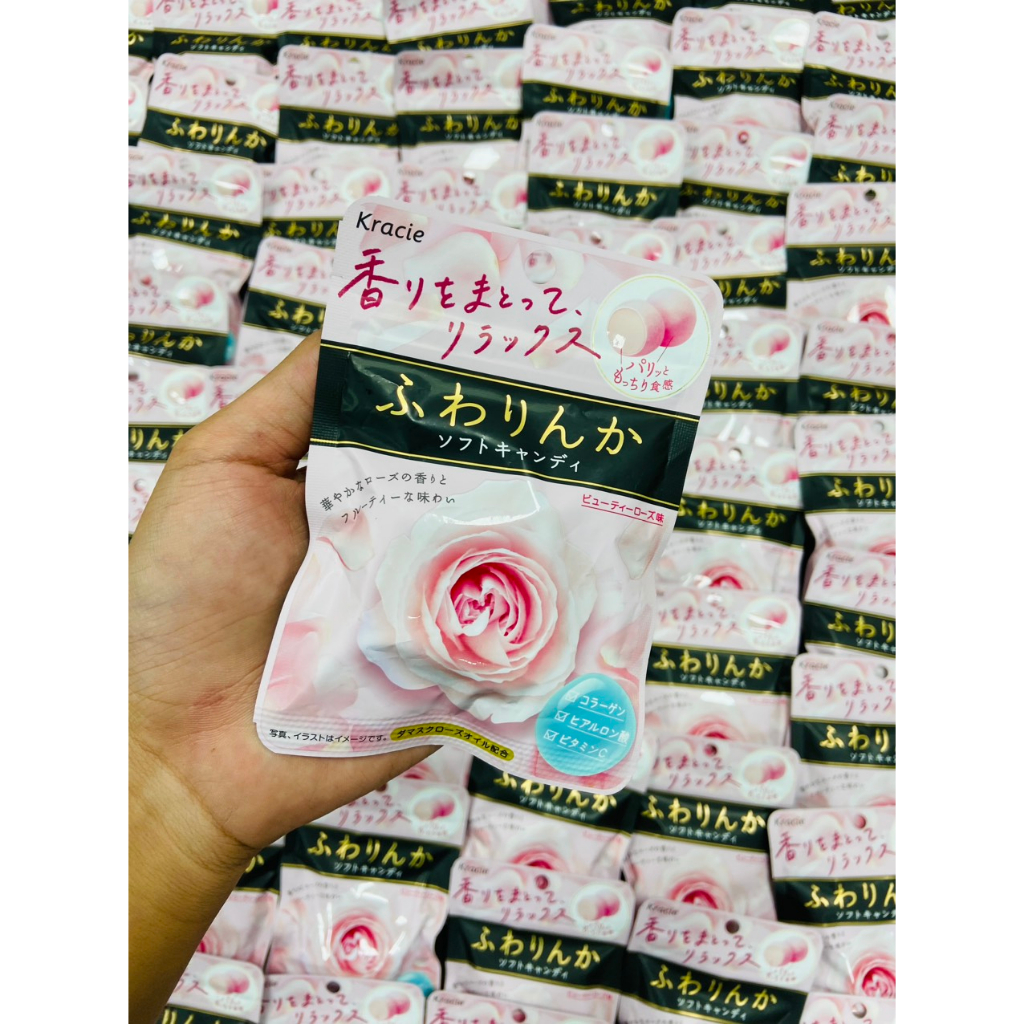 Kracie
香りをまとって、
リラックス
パリッと
もっちり食感
ふわりんか
ソフトキャンディ
華やかなローズの香りと
フルーティーな味わい
ビューティーローズ味
コラーゲン
ヒアルロン酸
ビタミンC
写真、イラストはイメージです。
ダマスクローズオイル配合